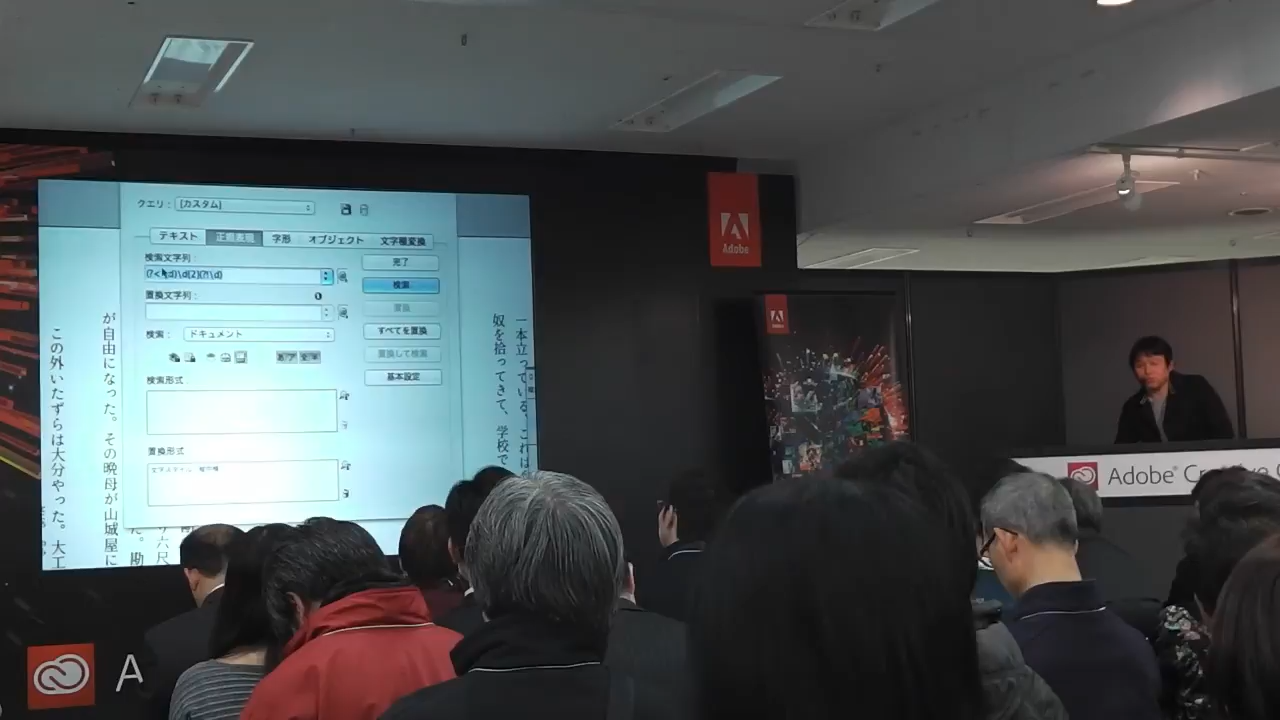 クエリ： [カスタム]
テキスト 正規表現 字形 オブジェクト 文字種変換
検索文字列：
完了
検索
置換文字列：
置換
検索： ドキュメント
すべてを置換
置換して検索
基本設定
検索形式
置換形式
一本立っている。これは
奴を拾ってきて、学校で
が自由になった。その晩母が山城屋に
この外いたずらは大分やった。大工
Adobe
Adobe
Adobe Cre
A